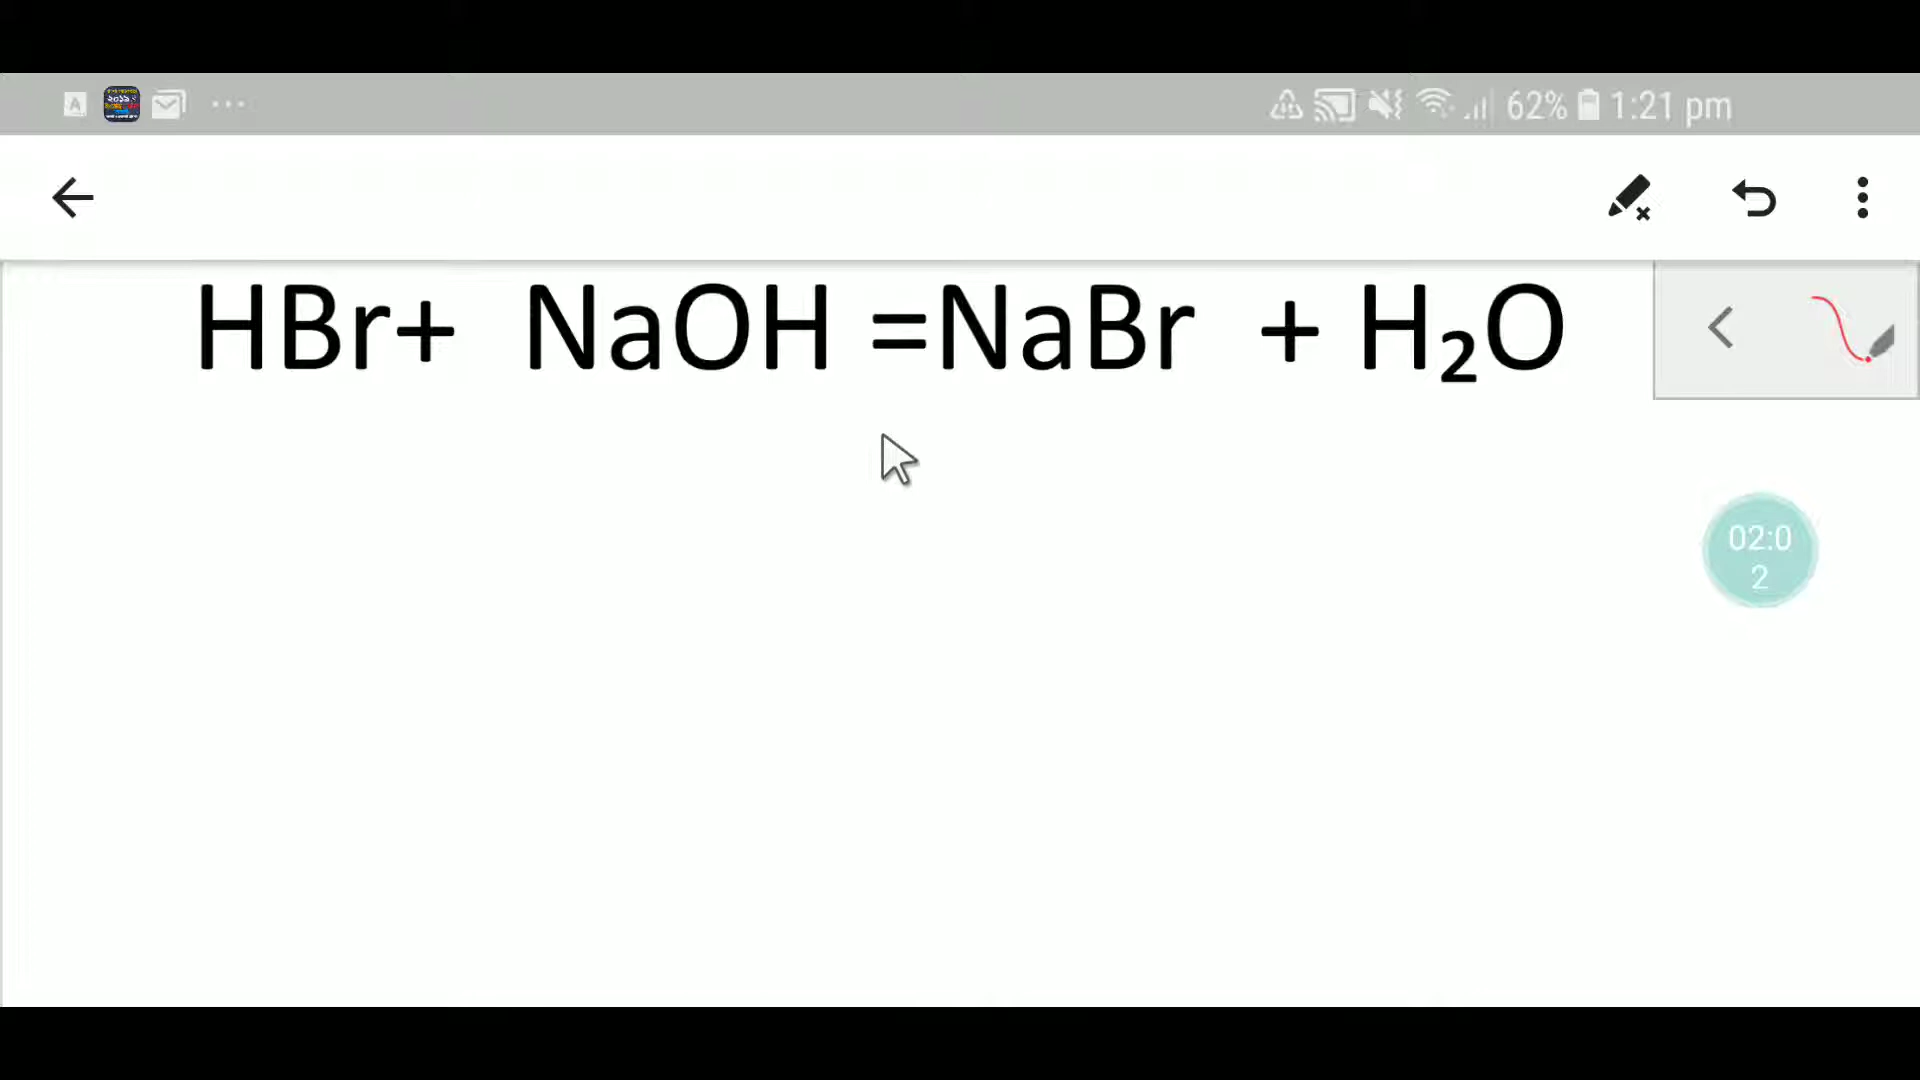 A
62% 1:21 pm
HBr+ NaOH =NaBr + H₂O
02:0
2